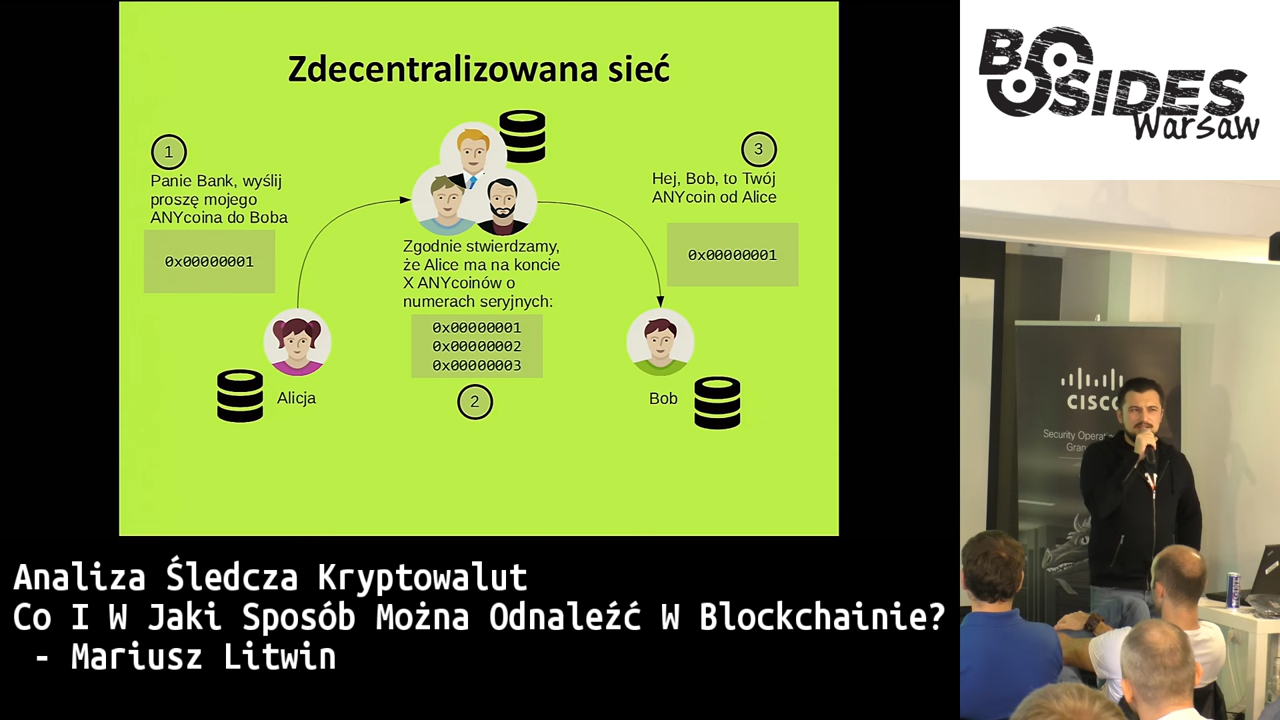 Zdecentralizowana sieć
1
Panie Bank, wyślij
proszę mojego
ANYcoina do Boba
0x00000001
Alicja
Zgodnie stwierdzamy,
że Alice ma na koncie
X ANYcoinów o
numerach seryjnych:
0x00000001
0x00000002
0x00000003
2
3
Hej, Bob, to Twój
ANYcoin od Alice
0x00000001
Bob
BSIDES
Warsaw
CISCO
Security
Analiza Śledcza Kryptowalut
Co I W Jaki Sposób Można Odnaleźć W Blockchainie?
- Mariusz Litwin